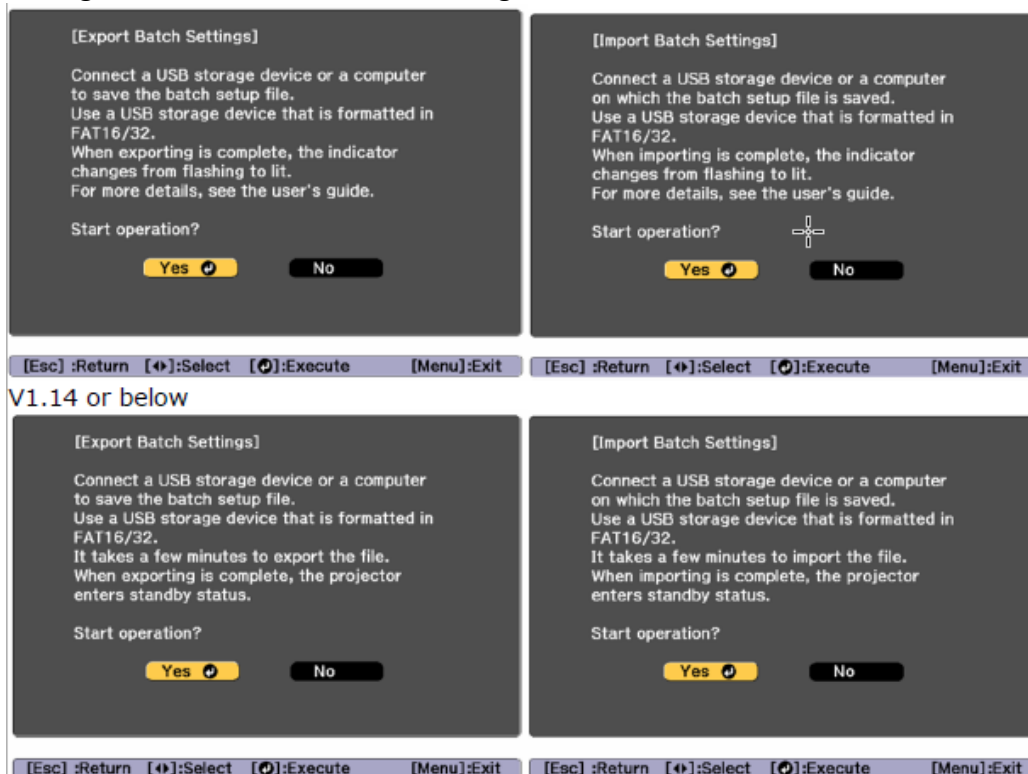 [Export Batch Settings]
Connect a USB storage device or a computer
to save the batch setup file.
Use a USB storage device that is formatted in
FAT16/32.
When exporting is complete, the indicator
changes from flashing to lit.
For more details, see the user's guide.
Start operation?
Yes No
[Esc] :Return [◂▸]:Select [⏎]:Execute [Menu]:Exit
[Import Batch Settings]
Connect a USB storage device or a computer
on which the batch setup file is saved.
Use a USB storage device that is formatted in
FAT16/32.
When importing is complete, the indicator
changes from flashing to lit.
For more details, see the user's guide.
Start operation?
Yes No
[Esc] :Return [◂▸]:Select [⏎]:Execute [Menu]:Exit
V1.14 or below
[Export Batch Settings]
Connect a USB storage device or a computer
to save the batch setup file.
Use a USB storage device that is formatted in
FAT16/32.
It takes a few minutes to export the file.
When exporting is complete, the projector
enters standby status.
Start operation?
Yes No
[Esc] :Return [◂▸]:Select [⏎]:Execute [Menu]:Exit
[Import Batch Settings]
Connect a USB storage device or a computer
on which the batch setup file is saved.
Use a USB storage device that is formatted in
FAT16/32.
It takes a few minutes to import the file.
When importing is complete, the projector
enters standby status.
Start operation?
Yes No
[Esc] :Return [◂▸]:Select [⏎]:Execute [Menu]:Exit